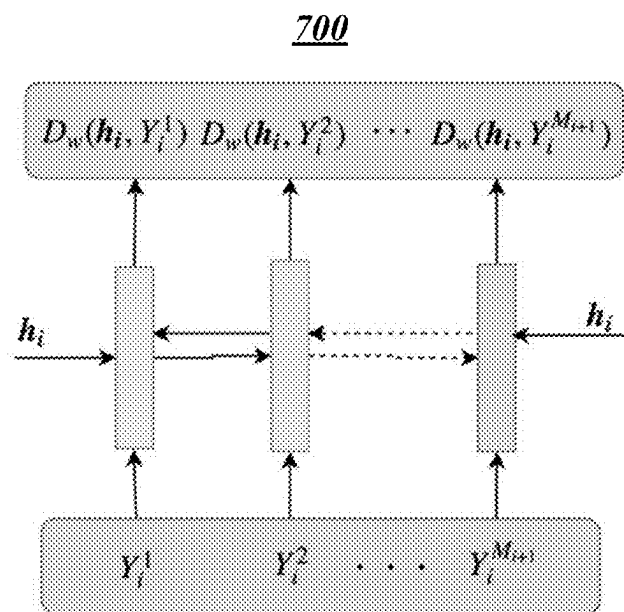 700
D_w(h_i, Y_i^1) D_w(h_i, Y_i^2) ··· D_w(h_i, Y_i^{M_{i+1}})
h_i h_i
Y_i^1 Y_i^2 · · · · Y_i^{M_{i+1}}